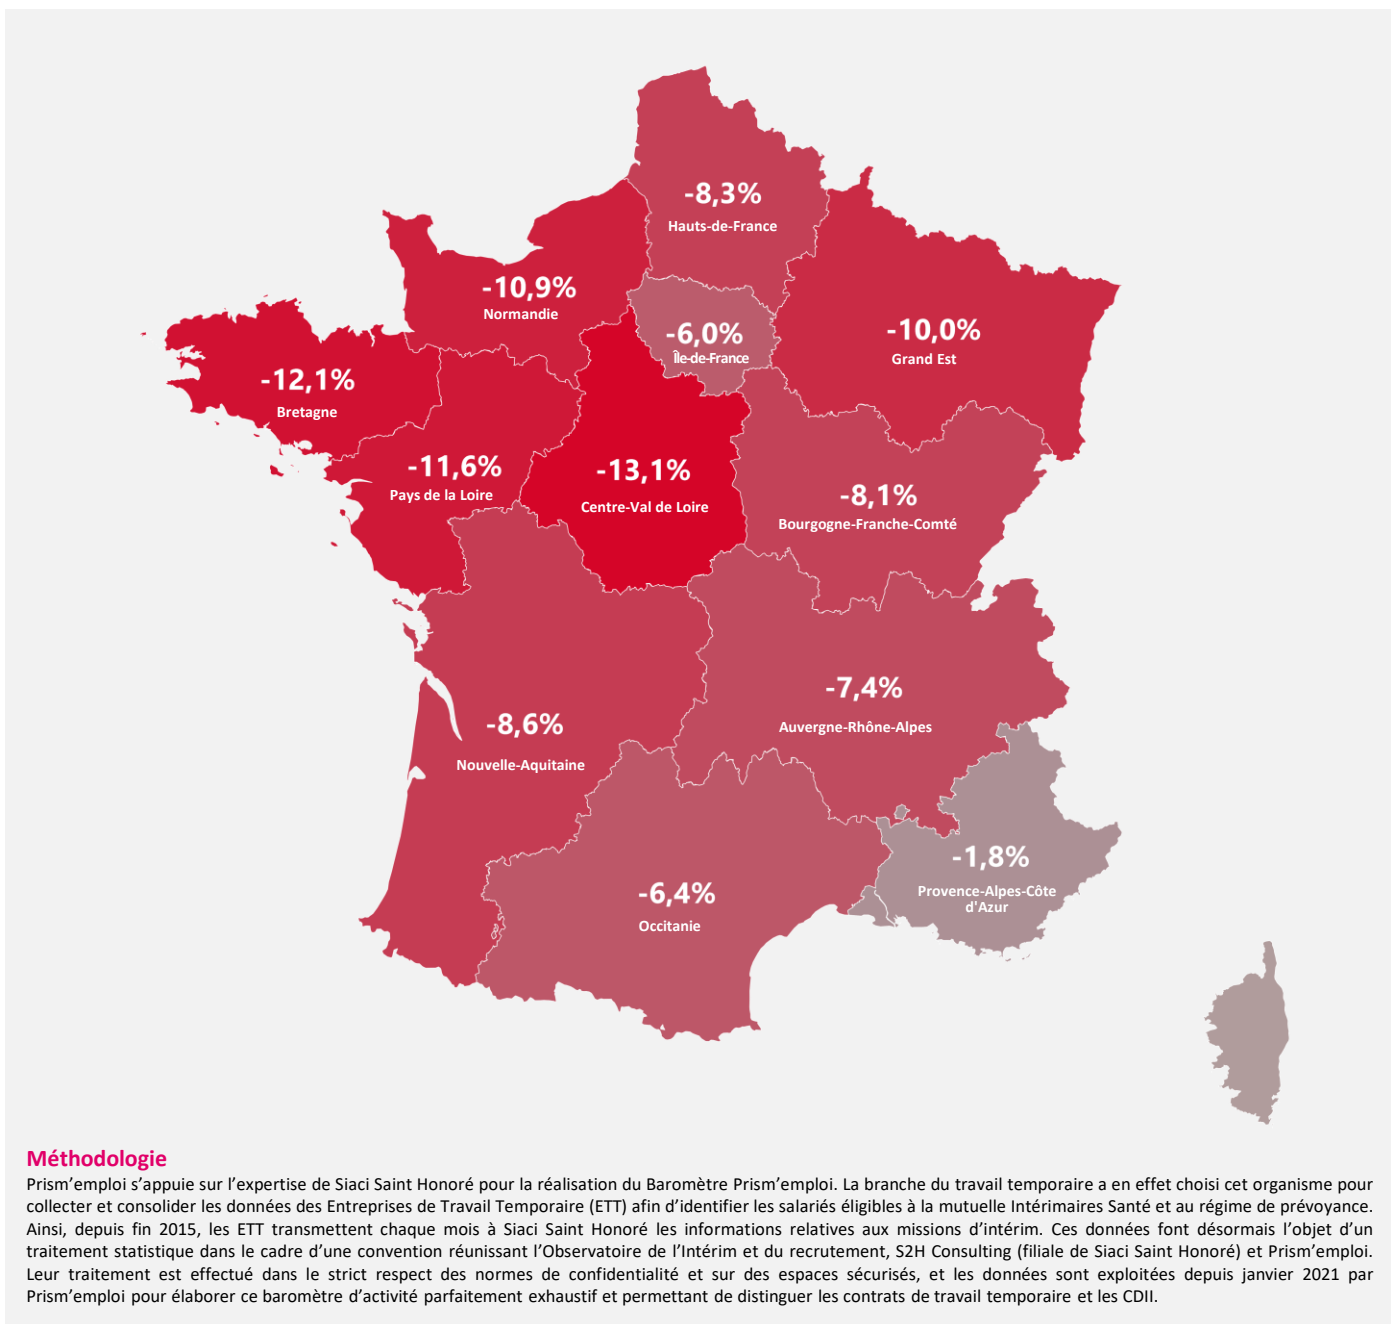 -8,3%
Hauts-de-France
-10,9%
Normandie
-6,0%
Île-de-France
-10,0%
Grand Est
-12,1%
Bretagne
-11,6%
Pays de la Loire
-13,1%
Centre-Val de Loire
-8,1%
Bourgogne-Franche-Comté
-7,4%
Auvergne-Rhône-Alpes
-8,6%
Nouvelle-Aquitaine
-1,8%
Provence-Alpes-Côte
d'Azur
-6,4%
Occitanie
Méthodologie
Prism’emploi s’appuie sur l’expertise de Siaci Saint Honoré pour la réalisation du Baromètre Prism’emploi. La branche du travail temporaire a en effet choisi cet organisme pour
collecter et consolider les données des Entreprises de Travail Temporaire (ETT) afin d’identifier les salariés éligibles à la mutuelle Intérimaires Santé et au régime de prévoyance.
Ainsi, depuis fin 2015, les ETT transmettent chaque mois à Siaci Saint Honoré les informations relatives aux missions d’intérim. Ces données font désormais l’objet d’un
traitement statistique dans le cadre d’une convention réunissant l’Observatoire de l’Intérim et du recrutement, S2H Consulting (filiale de Siaci Saint Honoré) et Prism’emploi.
Leur traitement est effectué dans le strict respect des normes de confidentialité et sur des espaces sécurisés, et les données sont exploitées depuis janvier 2021 par
Prism’emploi pour élaborer ce baromètre d’activité parfaitement exhaustif et permettant de distinguer les contrats de travail temporaire et les CDII.